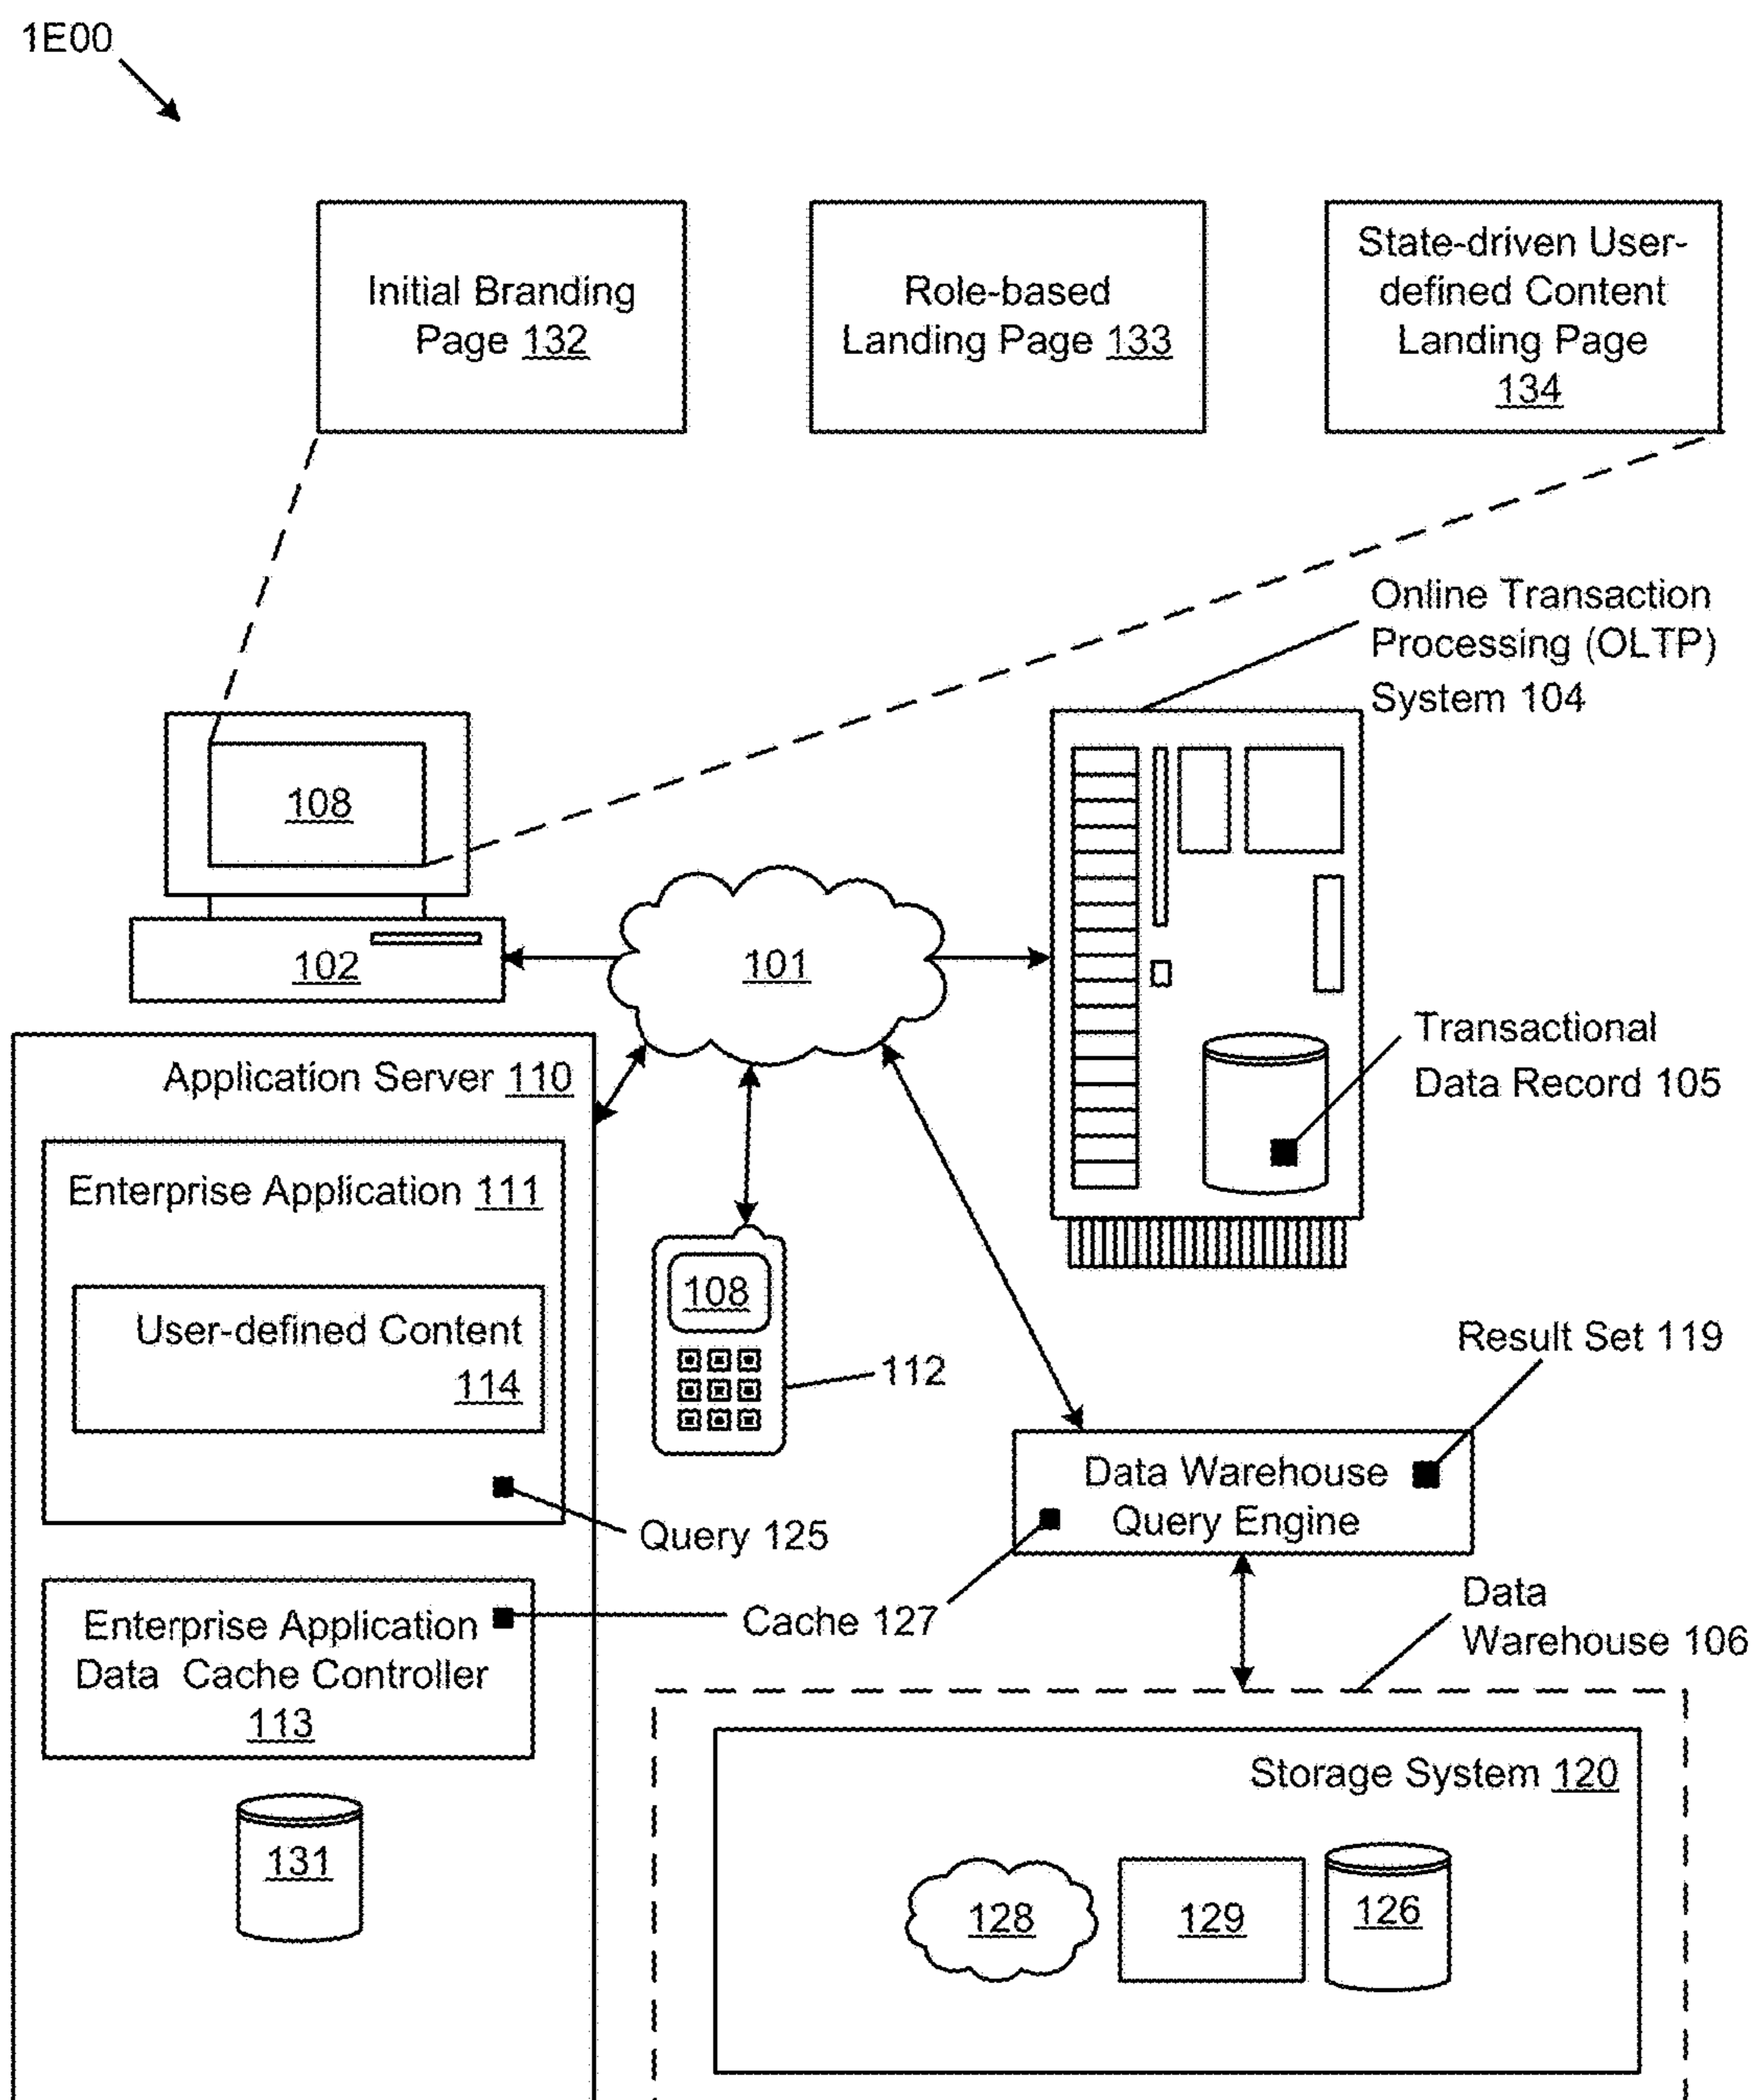 1E00
Initial Branding
Page 132
Role-based
Landing Page 133
State-driven User-
defined Content
Landing Page
134
Online Transaction
Processing (OLTP)
System 104
108
102
101
Transactional
Data Record 105
Application Server 110
Enterprise Application 111
User-defined Content
114
108
112
Result Set 119
Data Warehouse
Query Engine
Query 125
Enterprise Application
Data Cache Controller
113
Cache 127
Data
Warehouse 106
131
Storage System 120
128
129
126